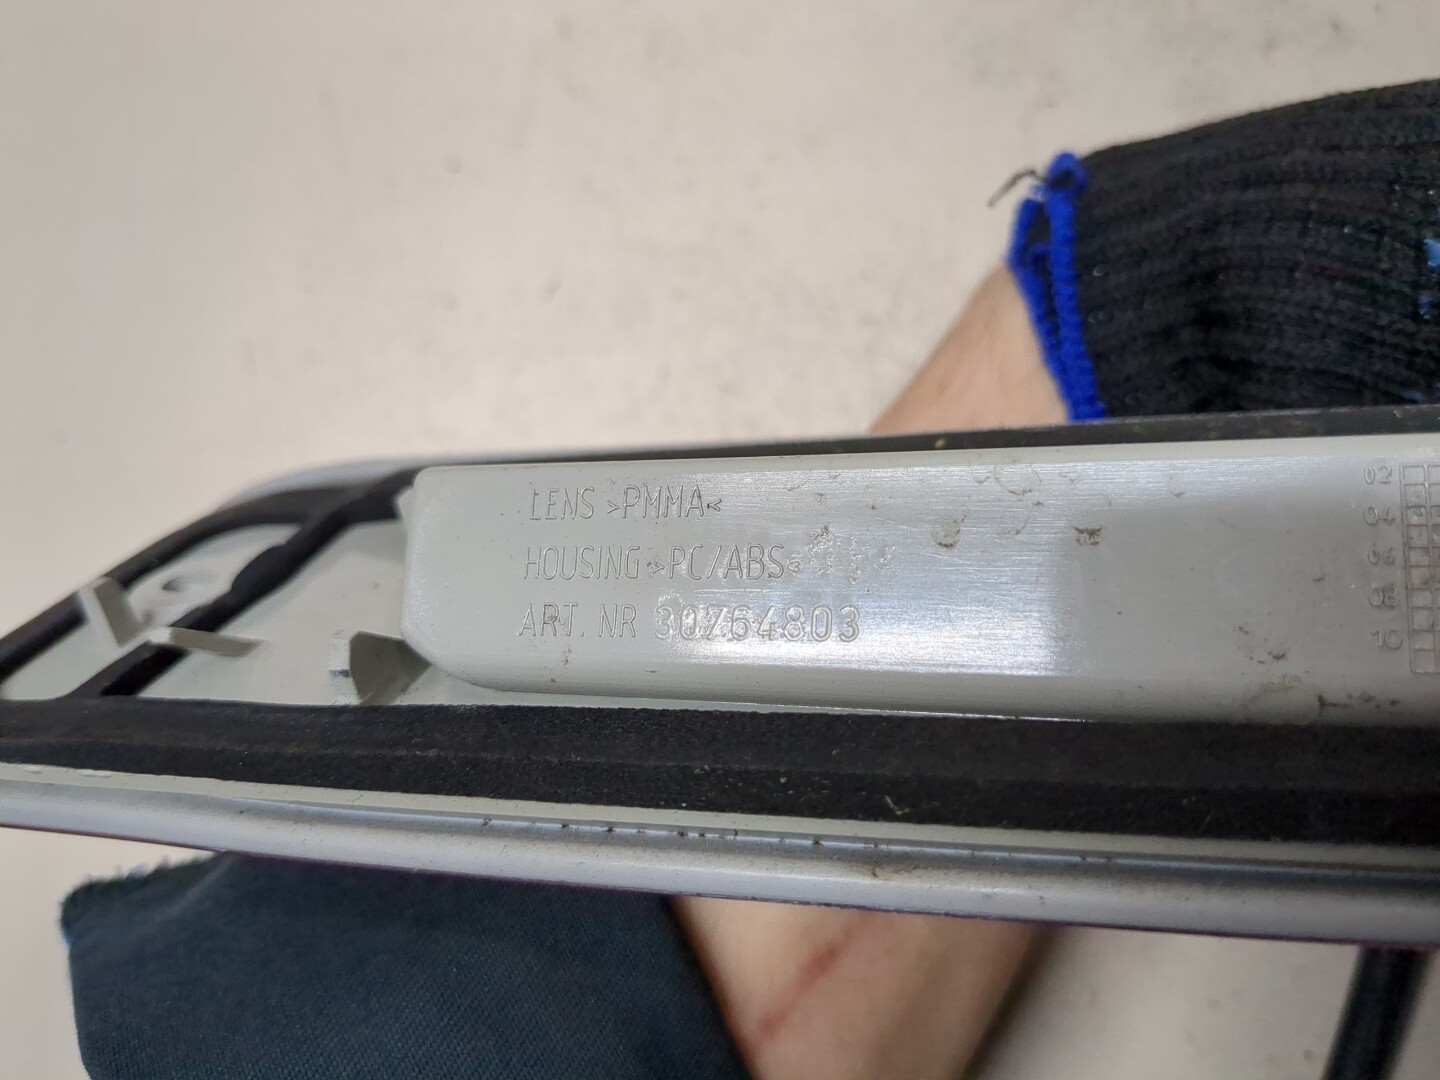 LENS >PMMA<
HOUSING >PC/ABS<
ART. NR 30764803
02
04
06
08
10